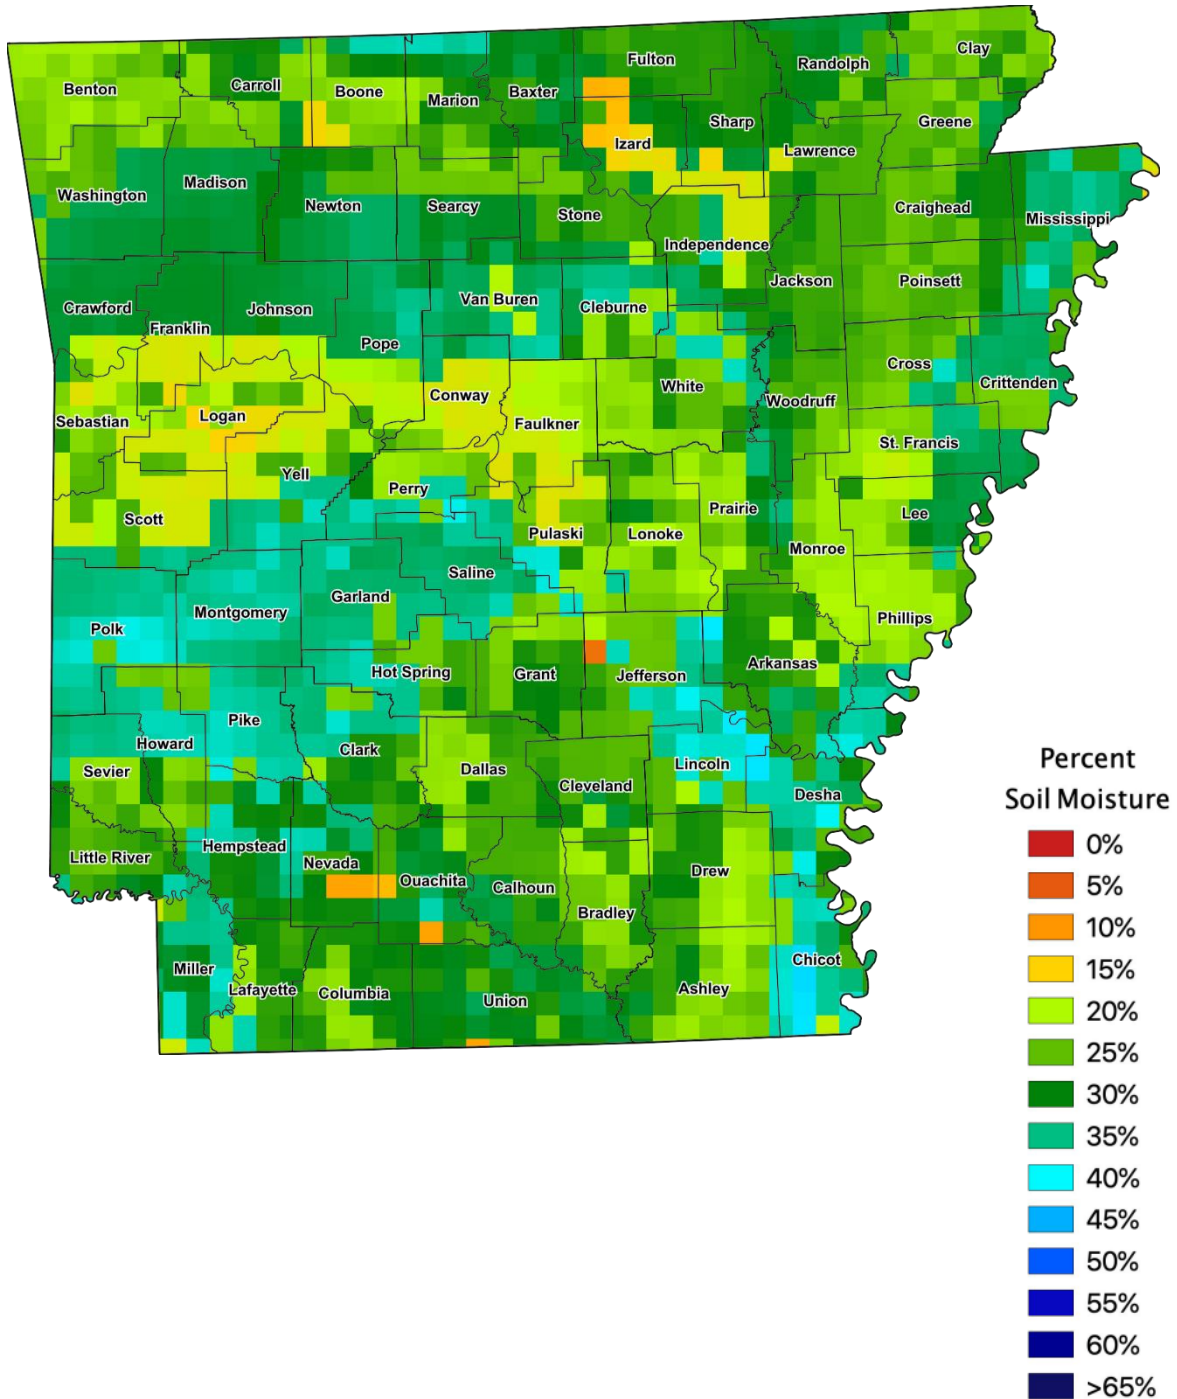 Clay
Fulton
Randolph
Carroll
Benton
Boone
Baxter
Marion
Sharp
Greene
Izard
Lawrence
Madison
Washington
Newton
Searcy
Craighead
Stone
Mississippi
Independence
Jackson
Poinsett
Van Buren
Crawford
Cleburne
Johnson
Franklin
Pope
Cross
Crittenden
White
Conway
Woodruff
Logan
Sebastian
Faulkner
St. Francis
Yell
Perry
Prairie
Lee
Scott
Pulaski
Lonoke
Monroe
Saline
Garland
Montgomery
Phillips
Polk
Arkansas
Hot Spring
Grant
Jefferson
Pike
Howard
Clark
Lincoln
Sevier
Dallas
Cleveland
Desha
Hempstead
Little River
Nevada
Drew
Ouachita
Calhoun
Bradley
Chicot
Miller
Lafayette
Columbia
Ashley
Union
Percent
Soil Moisture
0%
5%
10%
15%
20%
25%
30%
35%
40%
45%
50%
55%
60%
>65%